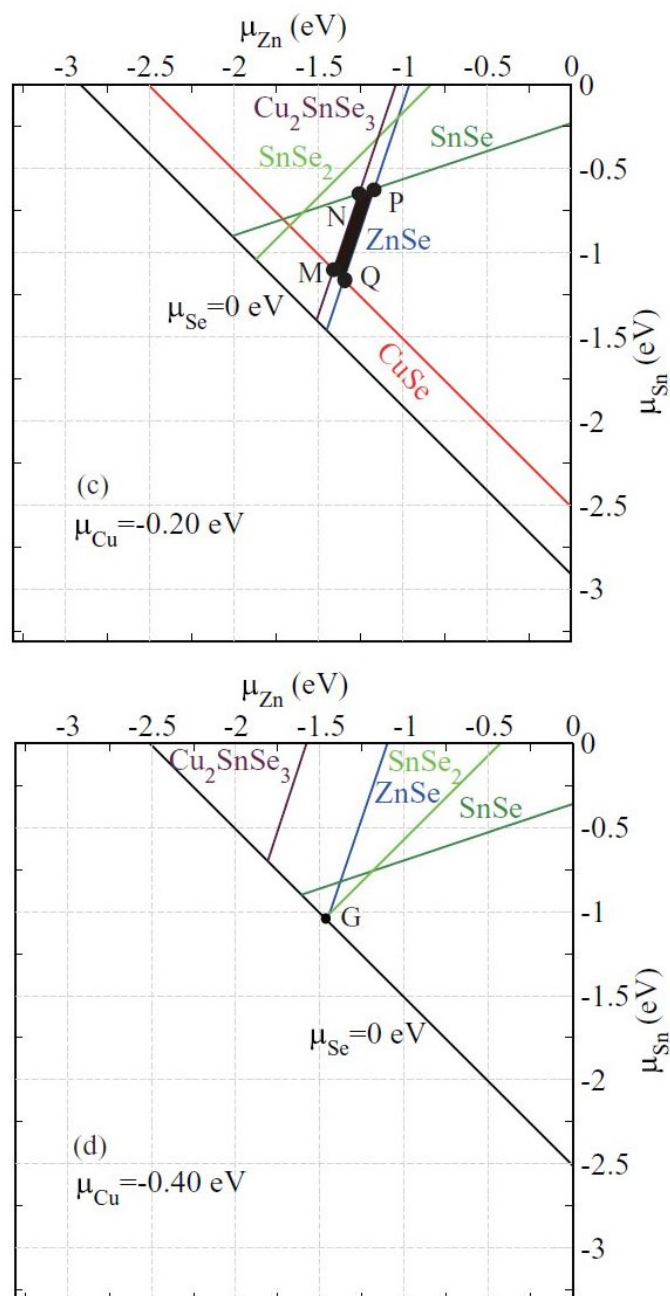 μZn (eV)
-3 -2.5 -2 -1.5 -1 -0.5 0
Cu2SnSe3
SnSe
SnSe2
0
-0.5
-1
-1.5
-2
-2.5
-3
μSn (eV)
N
P
ZnSe
M
Q
μSe=0 eV
CuSe
(c)
μCu=-0.20 eV
μZn (eV)
-3 -2.5 -2 -1.5 -1 -0.5 0
Cu2SnSe3
SnSe2
ZnSe
SnSe
0
-0.5
-1
-1.5
-2
-2.5
-3
μSn (eV)
G
μSe=0 eV
(d)
μCu=-0.40 eV